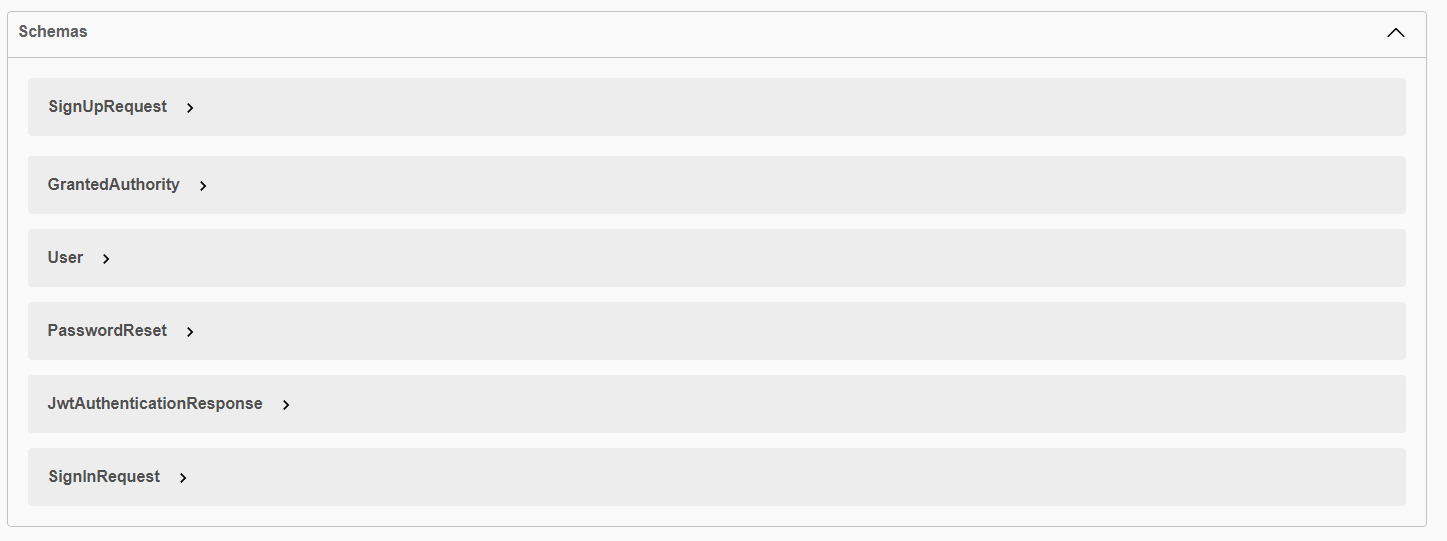 Schemas
SignUpRequest
GrantedAuthority
User
PasswordReset
JwtAuthenticationResponse
SignInRequest